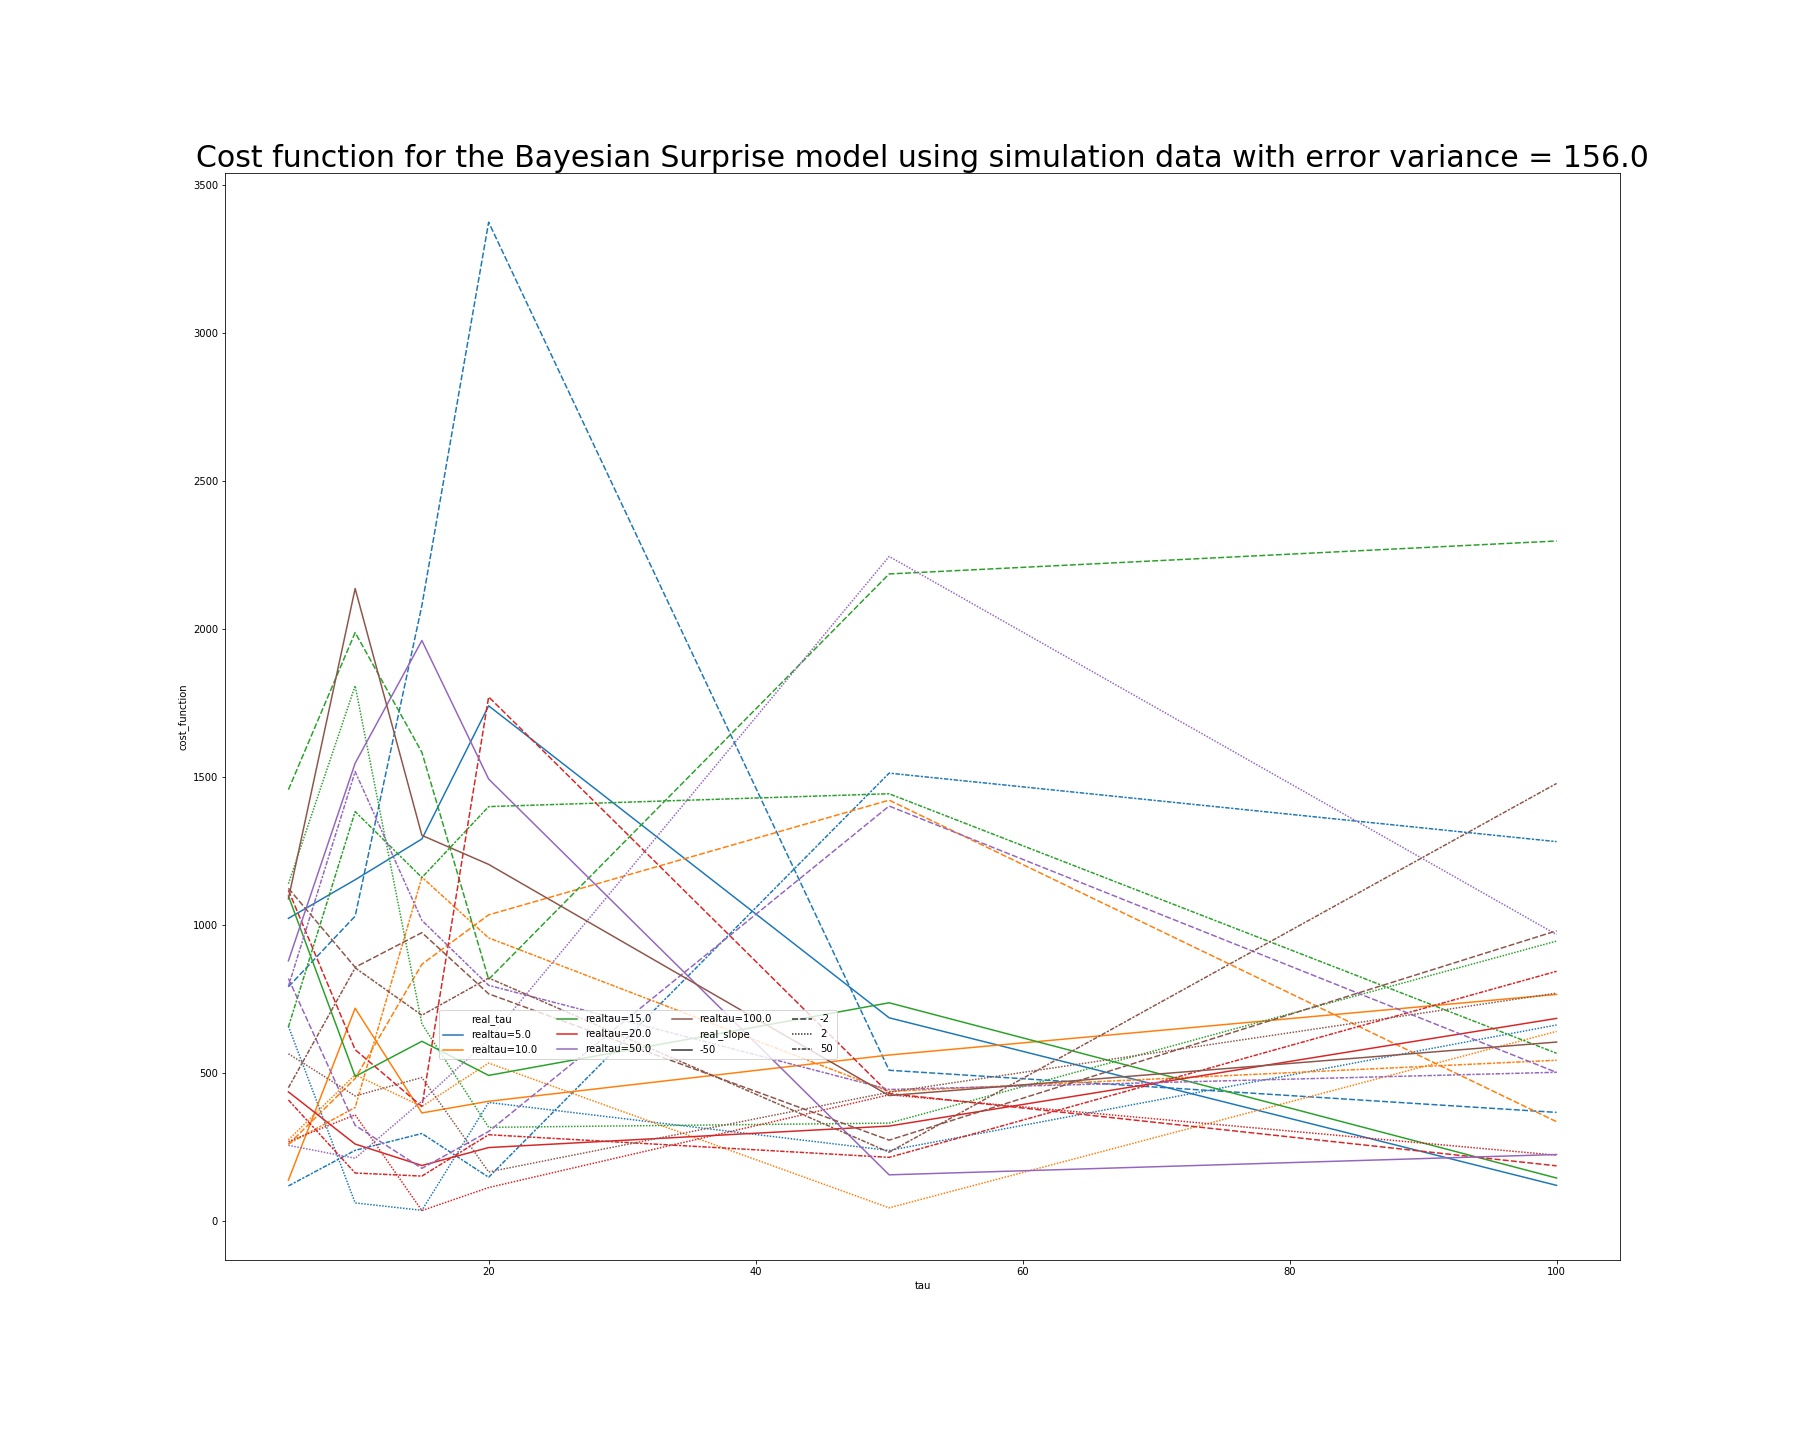 Cost function for the Bayesian Surprise model using simulation data with error variance = 156.0
3500
3000
2500
2000
1500
1000
500
0
cost_function
real_tau realtau=15.0 realtau=100.0 -2
realtau=5.0 realtau=20.0 real_slope 2
realtau=10.0 realtau=50.0 -50 50
20 40 60 80 100
tau